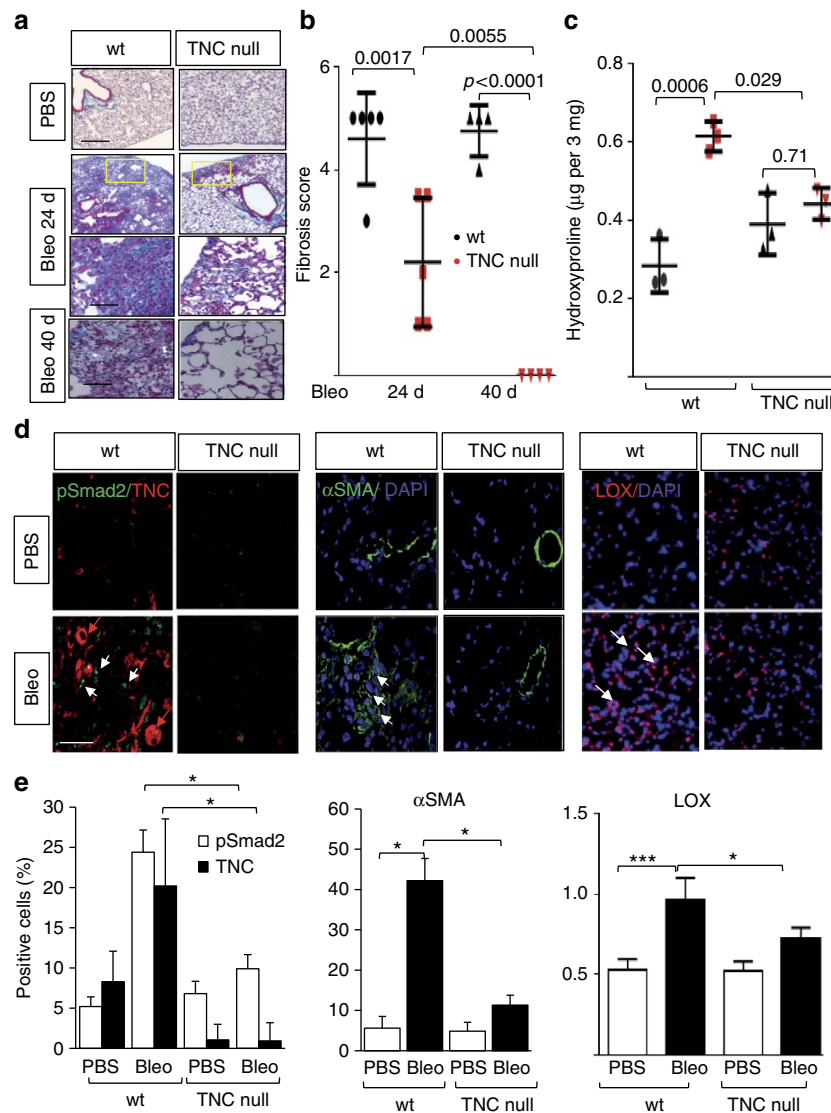 a
wt
TNC null
PBS
Bleo 24 d
Bleo 40 d
b
0.0055
0.0017
p<0.0001
6
4
2
Fibrosis score
wt
TNC null
Bleo
24 d
40 d
c
0.0006
0.029
0.71
0.8
0.6
0.4
0.2
Hydroxyproline (μg per 3 mg)
wt
TNC null
d
wt
TNC null
wt
TNC null
wt
TNC null
pSmad2/TNC
αSMA/ DAPI
LOX/DAPI
PBS
Bleo
e
*
*
30
25
20
15
10
5
0
Positive cells (%)
pSmad2
TNC
PBS
Bleo
PBS
Bleo
wt
TNC null
αSMA
*
*
60
50
40
30
20
10
0
PBS
Bleo
PBS
Bleo
wt
TNC null
LOX
***
*
1.5
1.0
0.5
PBS
Bleo
PBS
Bleo
wt
TNC null